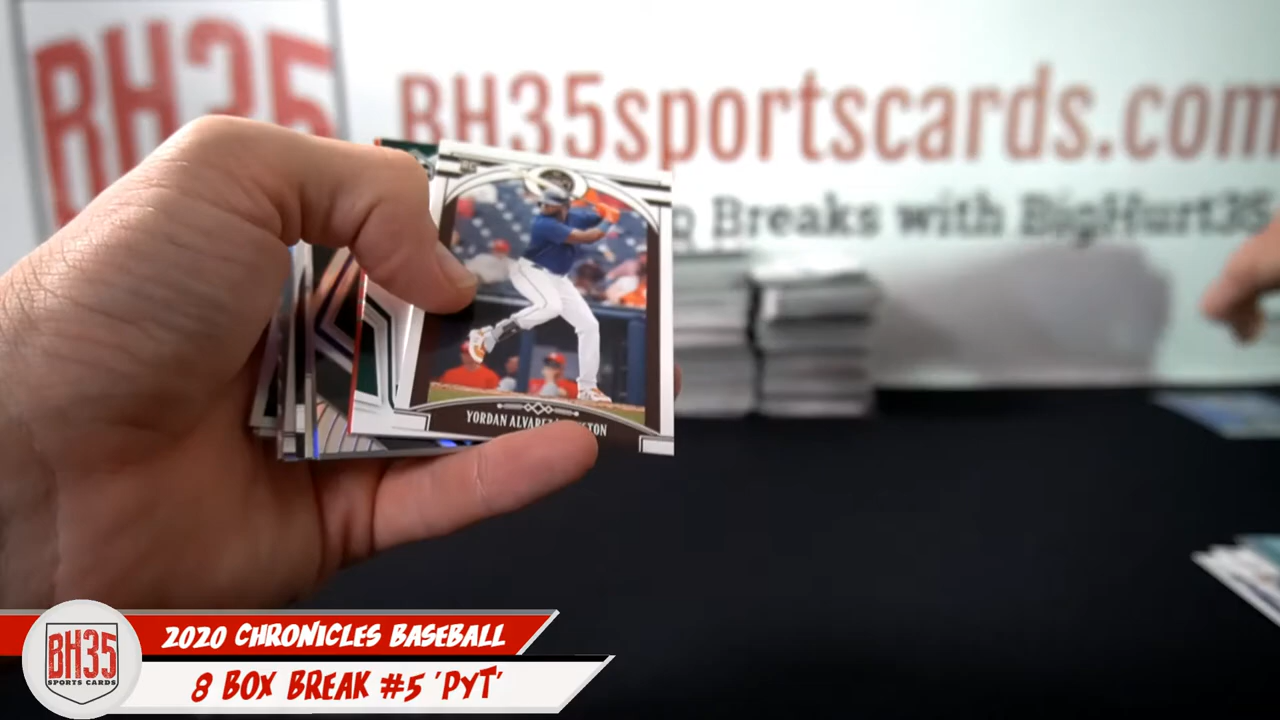 BH35
BH35sportscards.com
Breaks with BigHurt35
YORDAN ALVAREZ
2020 CHRONICLES BASEBALL
8 BOX BREAK #5 'PYT'
BH35
SPORTS CARDS